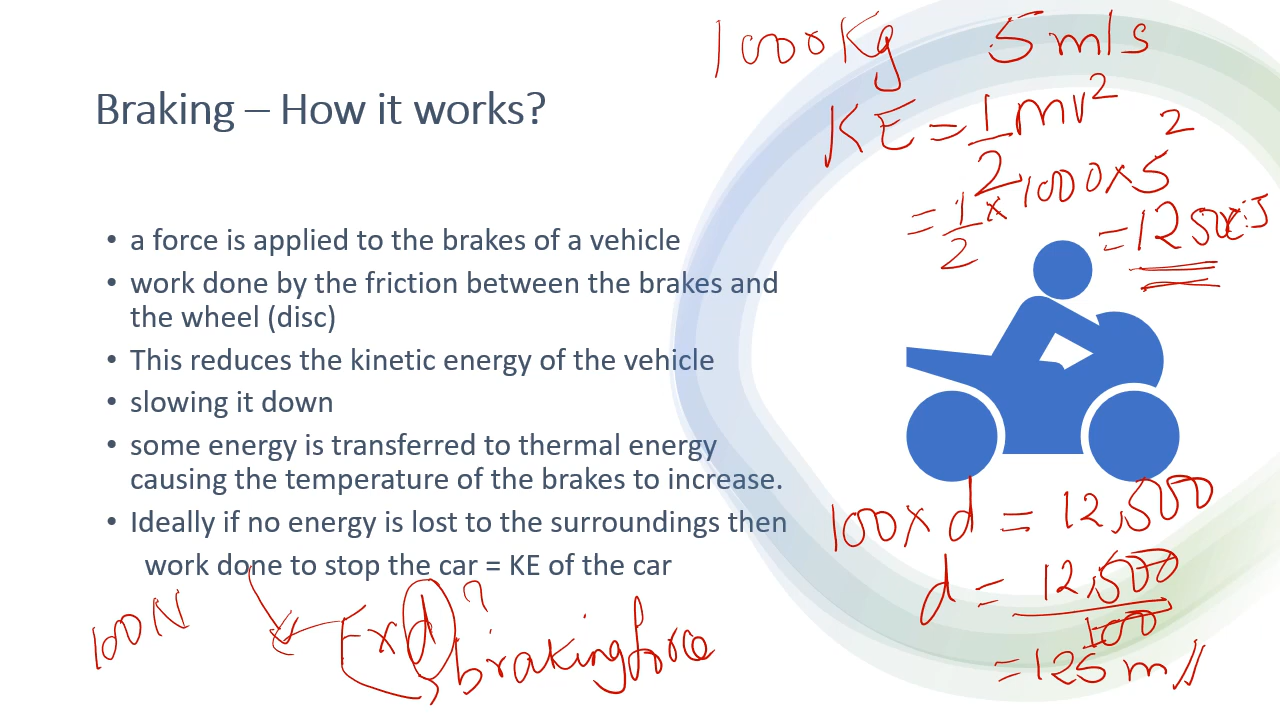 1000Kg 5m/s
Braking – How it works?
KE = 1/2 mv²
= 1/2 × 1000 × 5²
= 12500J
• a force is applied to the brakes of a vehicle
• work done by the friction between the brakes and
the wheel (disc)
• This reduces the kinetic energy of the vehicle
• slowing it down
• some energy is transferred to thermal energy
causing the temperature of the brakes to increase.
• Ideally if no energy is lost to the surroundings then
work done to stop the car = KE of the car
100N
F×d ?
braking force
100 × d = 12,500
d = 12,500/100
= 125 m